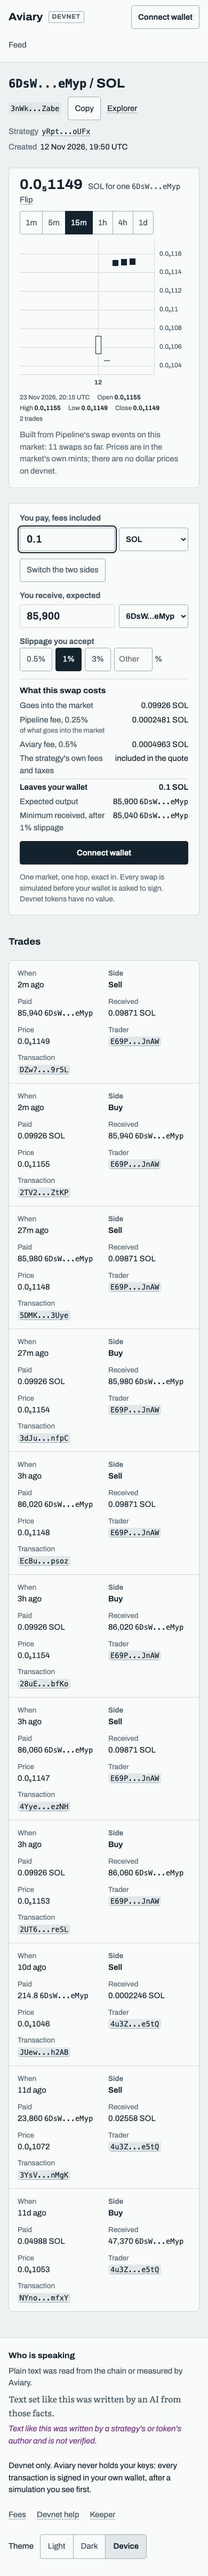 Aviary DEVNET Connect wallet
Feed
6DsW...eMyp / SOL
3nWk...Zabe Copy Explorer
Strategy yRpt...oUFx
Created 12 Nov 2026, 19:50 UTC
0.0₅1149 SOL for one 6DsW...eMyp
Flip
1m 5m 15m 1h 4h 1d
0.0₅116
0.0₅114
0.0₅112
0.0₅11
0.0₅108
0.0₅106
0.0₅104
12
23 Nov 2026, 20:15 UTC Open 0.0₅1155
High 0.0₅1155 Low 0.0₅1149 Close 0.0₅1149
2 trades
Built from Pipeline's swap events on this
market: 11 swaps so far. Prices are in the
market's own mints; there are no dollar prices
on devnet.
You pay, fees included
0.1 SOL
Switch the two sides
You receive, expected
85,900 6DsW...eMyp
Slippage you accept
0.5% 1% 3% Other %
What this swap costs
Goes into the market 0.09926 SOL
Pipeline fee, 0.25% 0.0002481 SOL
of what goes into the market
Aviary fee, 0.5% 0.0004963 SOL
The strategy's own fees included in the quote
and taxes
Leaves your wallet 0.1 SOL
Expected output 85,900 6DsW...eMyp
Minimum received, after 85,040 6DsW...eMyp
1% slippage
Connect wallet
One market, one hop, exact in. Every swap is
simulated before your wallet is asked to sign.
Devnet tokens have no value.
Trades
When Side
2m ago Sell
Paid Received
85,940 6DsW...eMyp 0.09871 SOL
Price Trader
0.0₅1149 E69P...JnAW
Transaction
DZw7...9r5L
When Side
2m ago Buy
Paid Received
0.09926 SOL 85,940 6DsW...eMyp
Price Trader
0.0₅1155 E69P...JnAW
Transaction
2TV2...ZtKP
When Side
27m ago Sell
Paid Received
85,980 6DsW...eMyp 0.09871 SOL
Price Trader
0.0₅1148 E69P...JnAW
Transaction
5DMK...3Uye
When Side
27m ago Buy
Paid Received
0.09926 SOL 85,980 6DsW...eMyp
Price Trader
0.0₅1154 E69P...JnAW
Transaction
3dJu...nfpC
When Side
3h ago Sell
Paid Received
86,020 6DsW...eMyp 0.09871 SOL
Price Trader
0.0₅1148 E69P...JnAW
Transaction
EcBu...psoz
When Side
3h ago Buy
Paid Received
0.09926 SOL 86,020 6DsW...eMyp
Price Trader
0.0₅1154 E69P...JnAW
Transaction
28uE...bfKo
When Side
3h ago Sell
Paid Received
86,060 6DsW...eMyp 0.09871 SOL
Price Trader
0.0₅1147 E69P...JnAW
Transaction
4Yye...ezNH
When Side
3h ago Buy
Paid Received
0.09926 SOL 86,060 6DsW...eMyp
Price Trader
0.0₅1153 E69P...JnAW
Transaction
2UT6...reSL
When Side
10d ago Sell
Paid Received
214.8 6DsW...eMyp 0.0002246 SOL
Price Trader
0.0₅1046 4u3Z...e5tQ
Transaction
JUew...h2AB
When Side
11d ago Sell
Paid Received
23,860 6DsW...eMyp 0.02558 SOL
Price Trader
0.0₅1072 4u3Z...e5tQ
Transaction
3YsV...nMgK
When Side
11d ago Buy
Paid Received
0.04988 SOL 47,370 6DsW...eMyp
Price Trader
0.0₅1053 4u3Z...e5tQ
Transaction
NYno...mfxY
Who is speaking
Plain text was read from the chain or measured by
Aviary.
Text set like this was written by an AI from
those facts.
Text like this was written by a strategy's or token's
author and is not verified.
Devnet only. Aviary never holds your keys: every
transaction is signed in your own wallet, after a
simulation you see first.
Fees Devnet help Keeper
Theme Light Dark Device